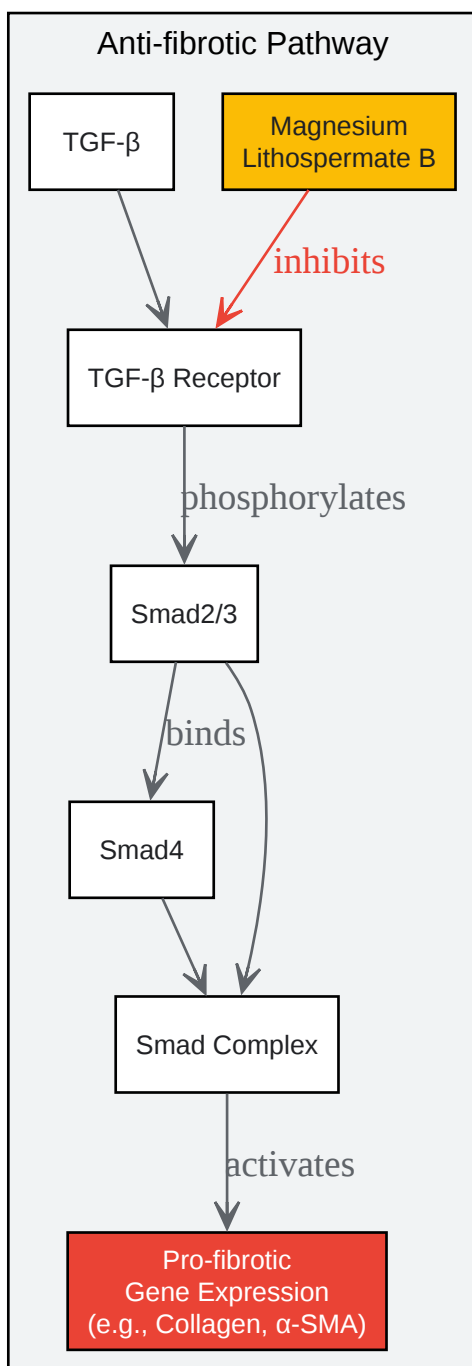 Anti-fibrotic Pathway
TGF-β
Magnesium
Lithospermate B
inhibits
TGF-β Receptor
phosphorylates
Smad2/3
binds
Smad4
Smad Complex
activates
Pro-fibrotic
Gene Expression
(e.g., Collagen, α-SMA)